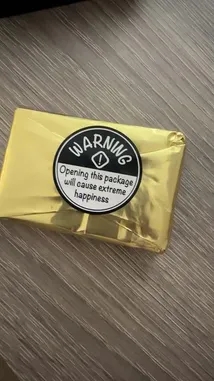 WARNING
!
Opening this package
will cause extreme
happiness